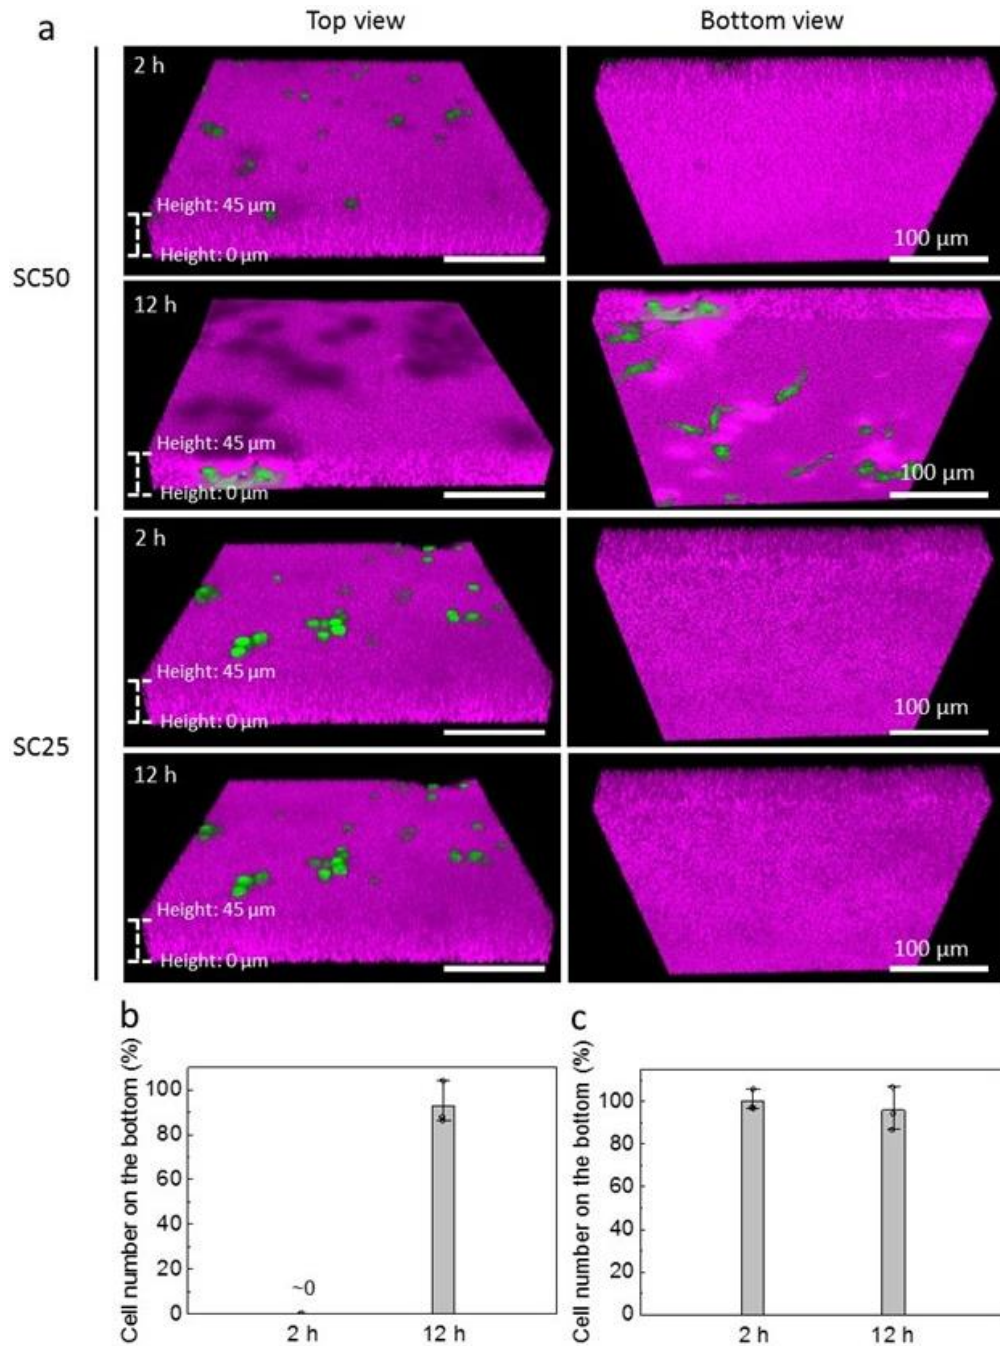 a
Top view
Bottom view
SC50
2 h
Height: 45 μm
Height: 0 μm
100 μm
12 h
Height: 45 μm
Height: 0 μm
100 μm
SC25
2 h
Height: 45 μm
Height: 0 μm
100 μm
12 h
Height: 45 μm
Height: 0 μm
100 μm
b
Cell number on the bottom (%)
100
80
60
40
20
0
~0
2 h
12 h
c
Cell number on the bottom (%)
100
80
60
40
20
0
2 h
12 h